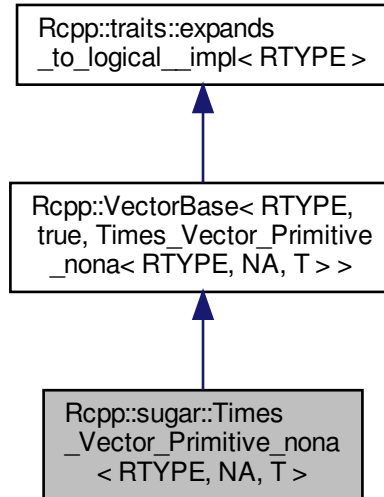 Rcpp::traits::expands
_to_logical__impl< RTYPE >
Rcpp::VectorBase< RTYPE,
true, Times_Vector_Primitive
_nona< RTYPE, NA, T > >
Rcpp::sugar::Times
_Vector_Primitive_nona
< RTYPE, NA, T >